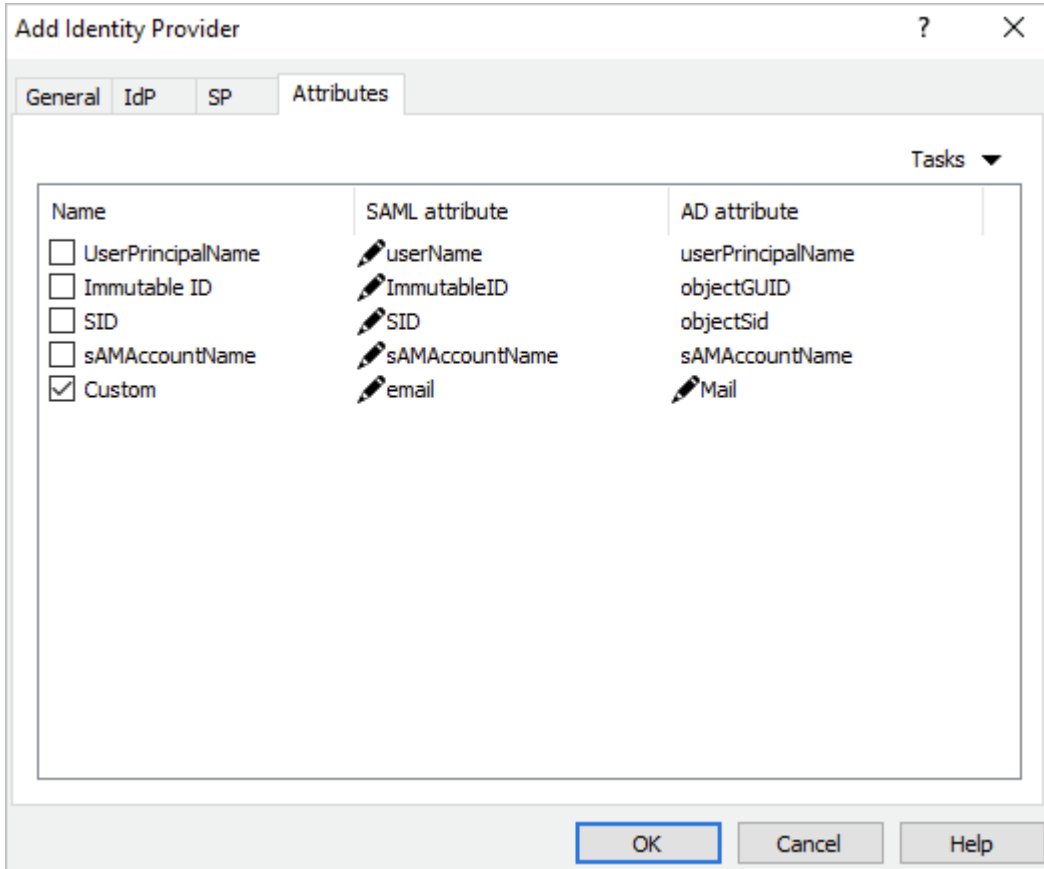 Add Identity Provider ?
General IdP SP Attributes
Tasks
Name SAML attribute AD attribute
UserPrincipalName userName userPrincipalName
Immutable ID ImmutableID objectGUID
SID SID objectSid
sAMAccountName sAMAccountName sAMAccountName
Custom email Mail
OK Cancel Help